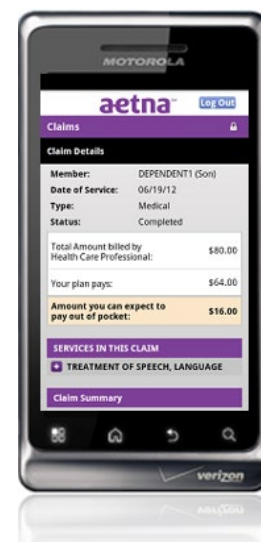 MOTOROLA
aetna™ Log Out
Claims
Claim Details
Member: DEPENDENT1 (Son)
Date of Service: 06/19/12
Type: Medical
Status: Completed
Total Amount billed by
Health Care Professional: $80.00
Your plan pays: $64.00
Amount you can expect to
pay out of pocket: $16.00
SERVICES IN THIS CLAIM
TREATMENT OF SPEECH, LANGUAGE
Claim Summary
verizon